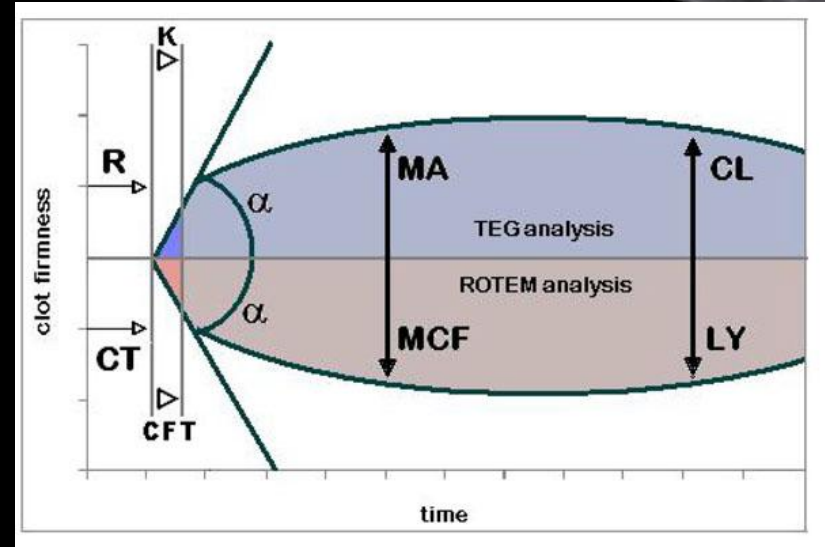 K
R
α
MA
CL
TEG analysis
clot firmness
ROTEM analysis
α
CT
MCF
LY
CFT
time